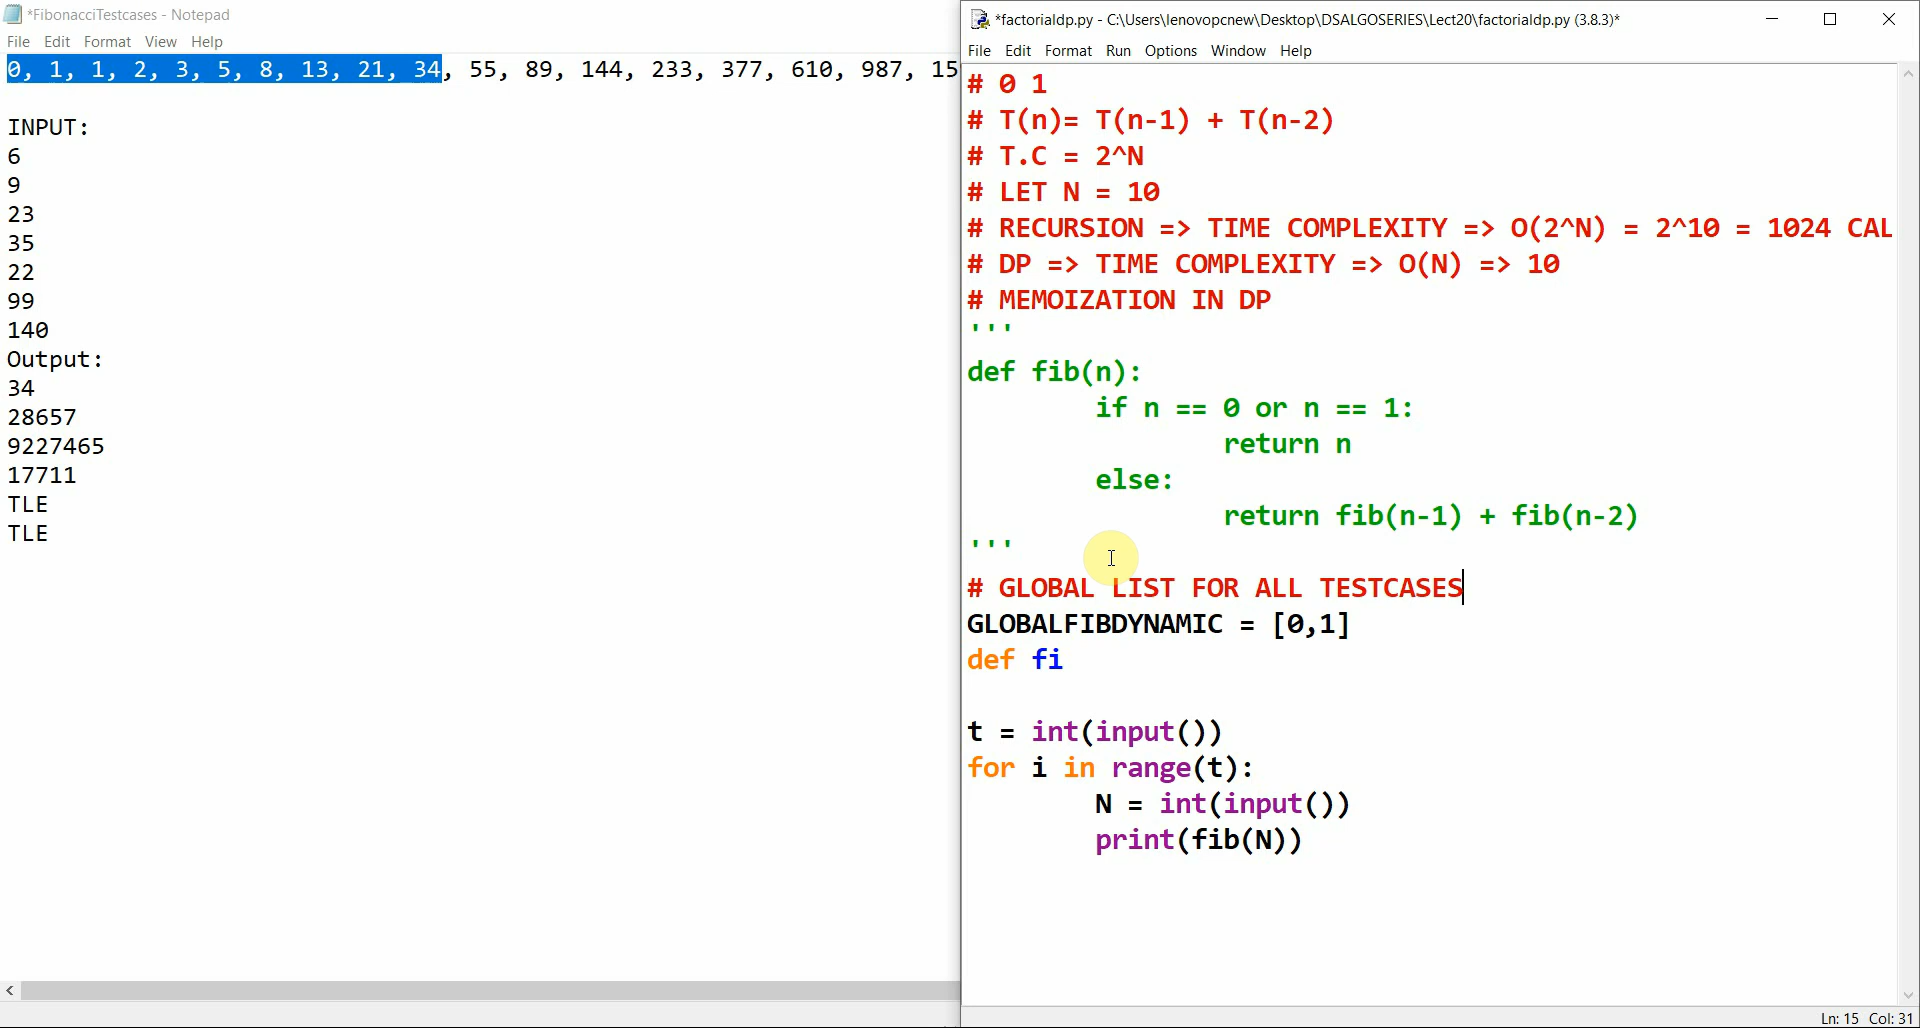 *FibonacciTestcases - Notepad
File Edit Format View Help
0, 1, 1, 2, 3, 5, 8, 13, 21, 34, 55, 89, 144, 233, 377, 610, 987, 15
INPUT:
6
9
23
35
22
99
140
Output:
34
28657
9227465
17711
TLE
TLE
*factorialdp.py - C:\Users\lenovopcnew\Desktop\DSALGOSERIES\Lect20\factorialdp.py (3.8.3)*
File Edit Format Run Options Window Help
# 0 1
# T(n)= T(n-1) + T(n-2)
# T.C = 2^N
# LET N = 10
# RECURSION => TIME COMPLEXITY => O(2^N) = 2^10 = 1024 CAL
# DP => TIME COMPLEXITY => O(N) => 10
# MEMOIZATION IN DP
'''
def fib(n):
if n == 0 or n == 1:
return n
else:
return fib(n-1) + fib(n-2)
'''
# GLOBAL LIST FOR ALL TESTCASES
GLOBALFIBDYNAMIC = [0,1]
def fi
t = int(input())
for i in range(t):
N = int(input())
print(fib(N))
Ln: 15 Col: 31